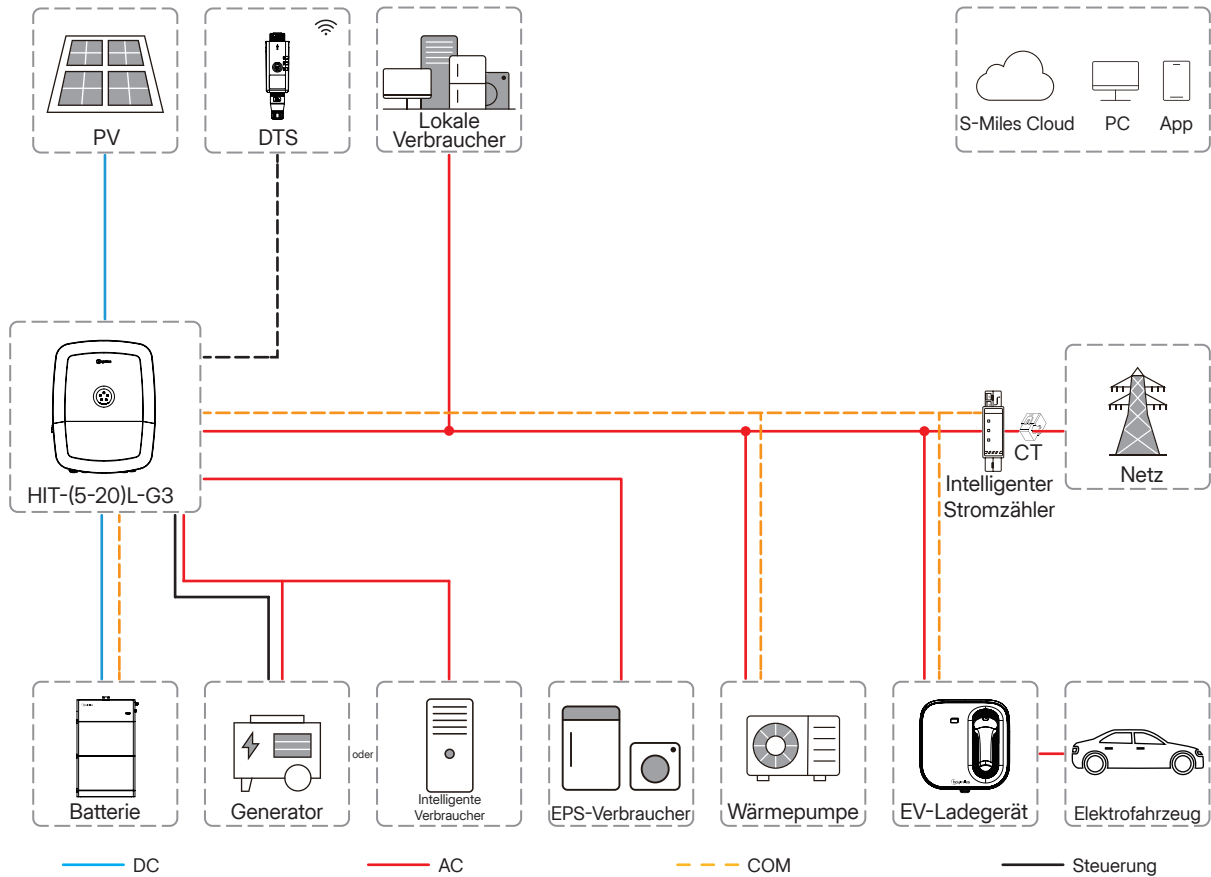 PV
DTS
Lokale
Verbraucher
S-Miles Cloud
PC
App
HIT-(5-20)L-G3
CT
Intelligenter
Stromzähler
Netz
Batterie
Generator
oder
Intelligente
Verbraucher
EPS-Verbraucher
Wärmepumpe
EV-Ladegerät
Elektrofahrzeug
DC
AC
COM
Steuerung